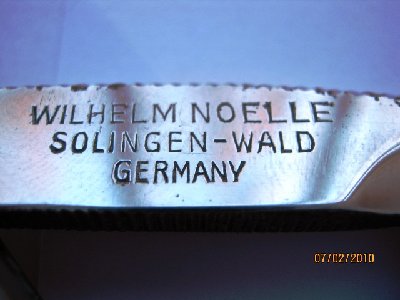 WILHELM NOELLE
SOLINGEN-WALD
GERMANY
07/02/2010